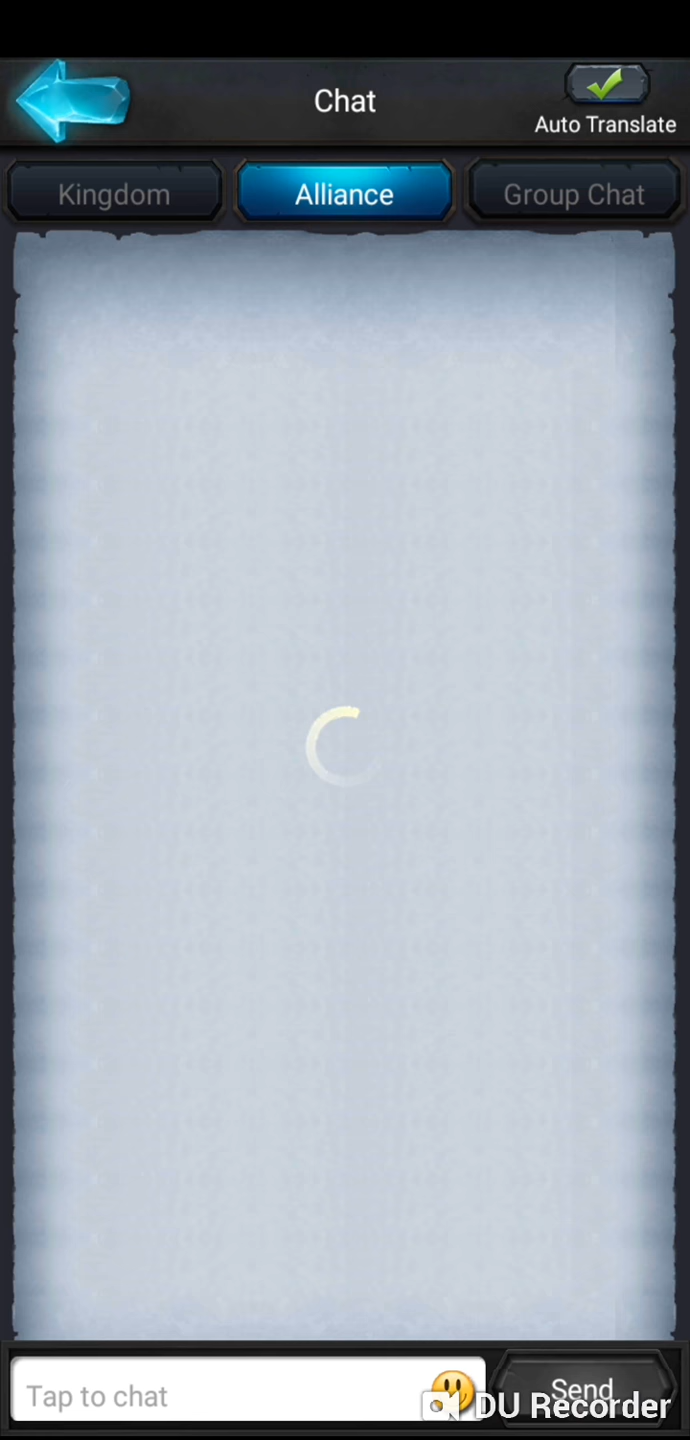 Chat
Auto Translate
Kingdom
Alliance
Group Chat
Tap to chat
Send
DU Recorder